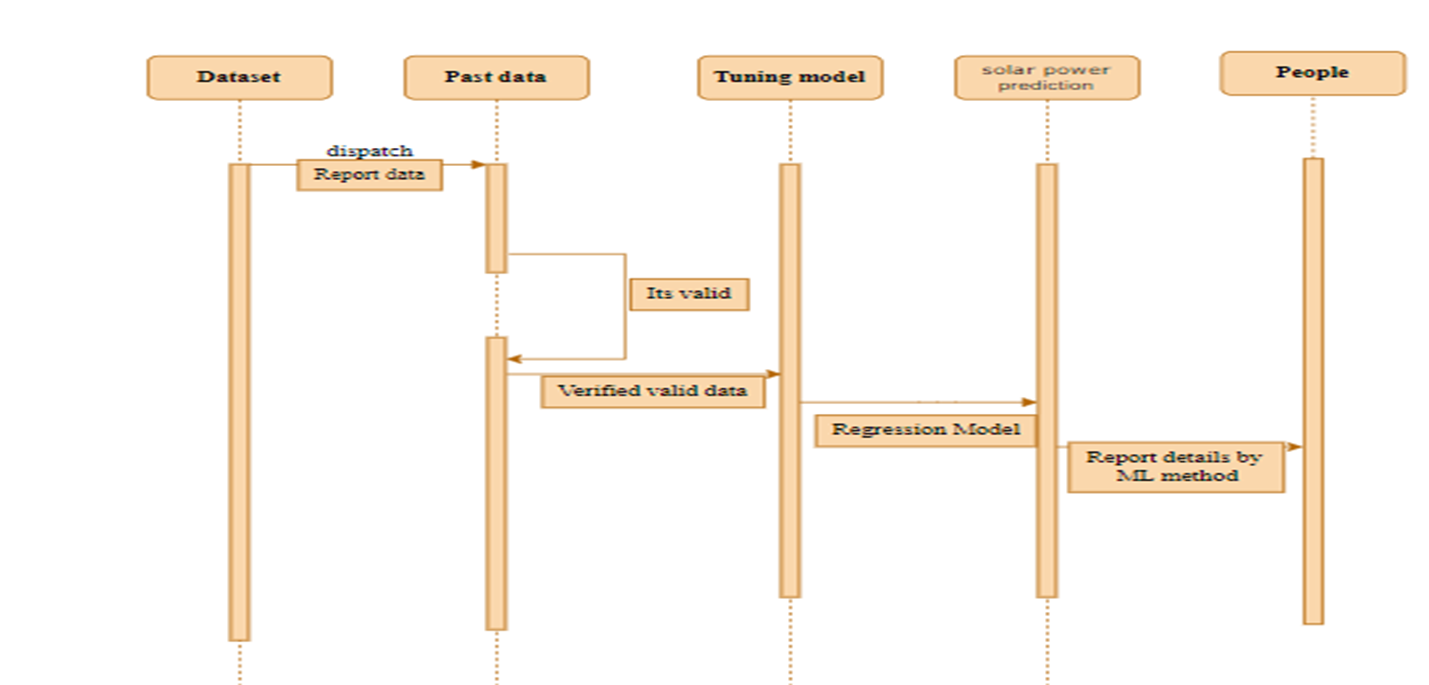 Dataset
Past data
Tuning model
solar power
prediction
People
dispatch
Report data
Its valid
Verified valid data
Regression Model
Report details by
ML method